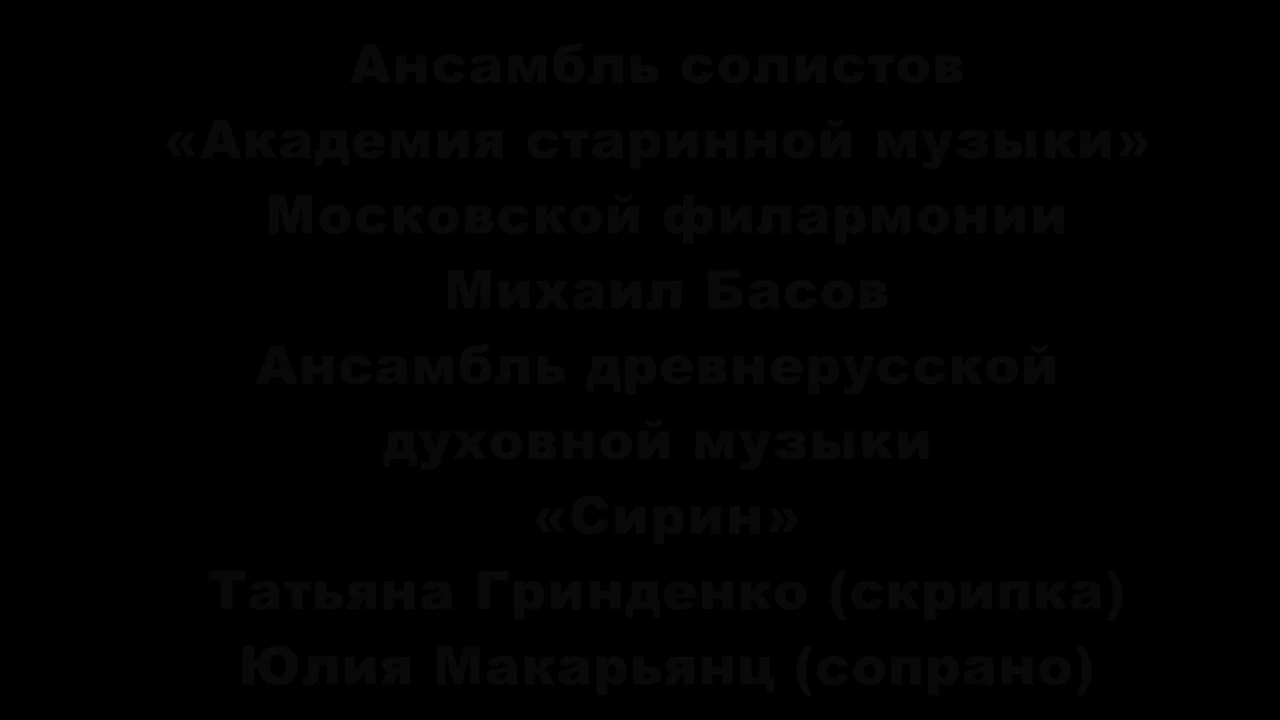 Ансамбль солистов
«Академия старинной музыки»
Московской филармонии
Михаил Басов
Ансамбль древнерусской
духовной музыки
«Сирин»
Татьяна Гринденко (скрипка)
Юлия Макарьянц (сопрано)